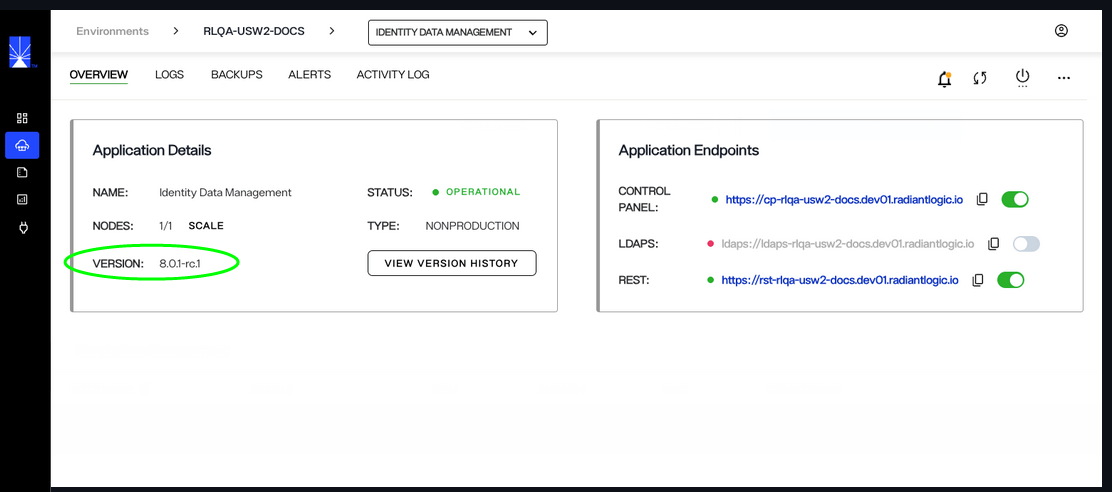 Environments > RLQA-USW2-DOCS > IDENTITY DATA MANAGEMENT
OVERVIEW LOGS BACKUPS ALERTS ACTIVITY LOG
Application Details
NAME: Identity Data Management STATUS: OPERATIONAL
NODES: 1/1 SCALE TYPE: NONPRODUCTION
VERSION: 8.0.1-rc.1 VIEW VERSION HISTORY
Application Endpoints
CONTROL
PANEL: https://cp-rlqa-usw2-docs.dev01.radiantlogic.io
LDAPS: ldaps://ldaps-rlqa-usw2-docs.dev01.radiantlogic.io
REST: https://rst-rlqa-usw2-docs.dev01.radiantlogic.io